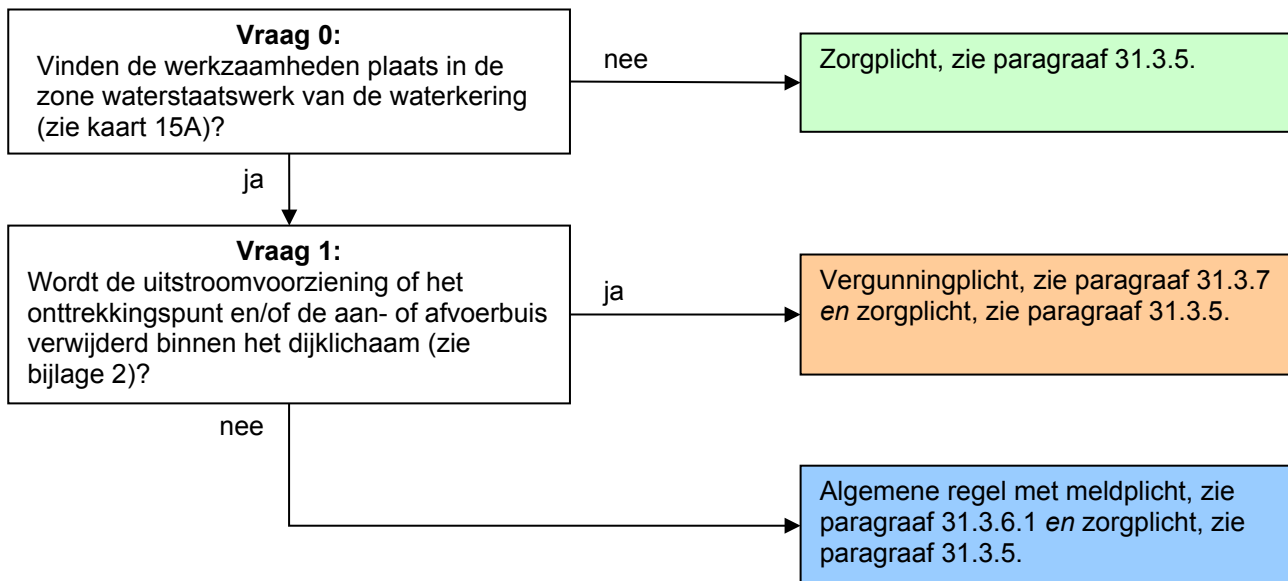 Vraag 0:
Vinden de werkzaamheden plaats in de
zone waterstaatswerk van de waterkering
(zie kaart 15A)?
nee
Zorgplicht, zie paragraaf 31.3.5.
ja
Vraag 1:
Wordt de uitstroomvoorziening of het
onttrekkingspunt en/of de aan- of afvoerbuis
verwijderd binnen het dijklichaam (zie
bijlage 2)?
ja
Vergunningplicht, zie paragraaf 31.3.7
en zorgplicht, zie paragraaf 31.3.5.
nee
Algemene regel met meldplicht, zie
paragraaf 31.3.6.1 en zorgplicht, zie
paragraaf 31.3.5.